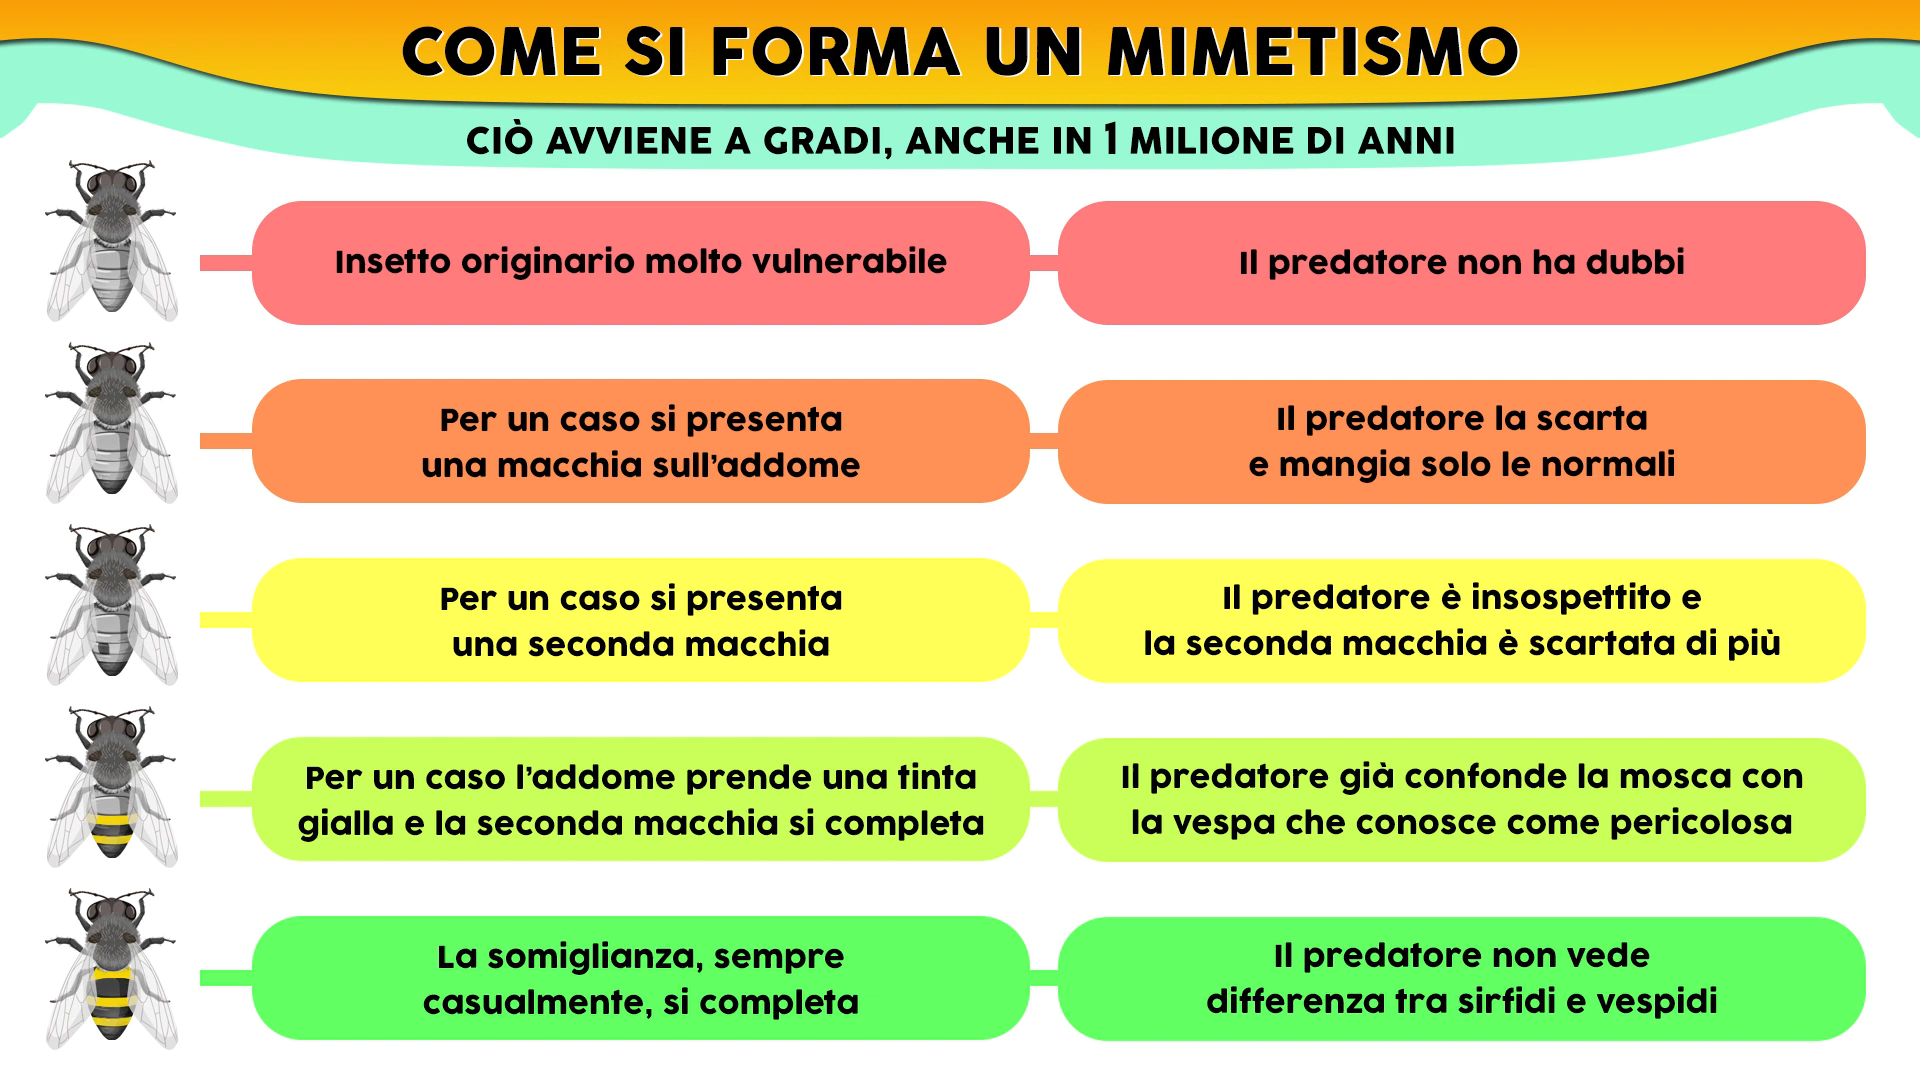 COME SI FORMA UN MIMETISMO
CIÒ AVVIENE A GRADI, ANCHE IN 1 MILIONE DI ANNI
Insetto originario molto vulnerabile
Il predatore non ha dubbi
Per un caso si presenta
una macchia sull'addome
Il predatore la scarta
e mangia solo le normali
Per un caso si presenta
una seconda macchia
Il predatore è insospettito e
la seconda macchia è scartata di più
Per un caso l'addome prende una tinta
gialla e la seconda macchia si completa
Il predatore già confonde la mosca con
la vespa che conosce come pericolosa
La somiglianza, sempre
casualmente, si completa
Il predatore non vede
differenza tra sirfidi e vespidi